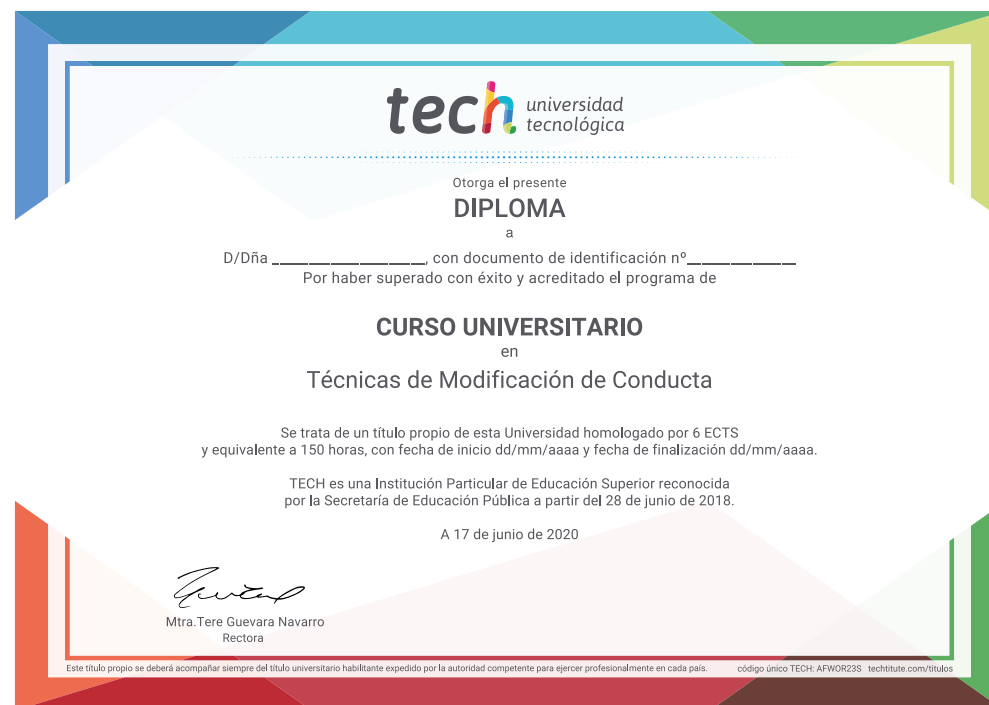 tech universidad
tecnológica
Otorga el presente
DIPLOMA
a
D/Dña ____________________, con documento de identificación nº______________
Por haber superado con éxito y acreditado el programa de
CURSO UNIVERSITARIO
en
Técnicas de Modificación de Conducta
Se trata de un título propio de esta Universidad homologado por 6 ECTS
y equivalente a 150 horas, con fecha de inicio dd/mm/aaaa y fecha de finalización dd/mm/aaaa.
TECH es una Institución Particular de Educación Superior reconocida
por la Secretaría de Educación Pública a partir del 28 de junio de 2018.
A 17 de junio de 2020
Mtra.Tere Guevara Navarro
Rectora
Este título propio se deberá acompañar siempre del título universitario habilitante expedido por la autoridad competente para ejercer profesionalmente en cada país. código único TECH: AFWOR23S techtitute.com/titulos